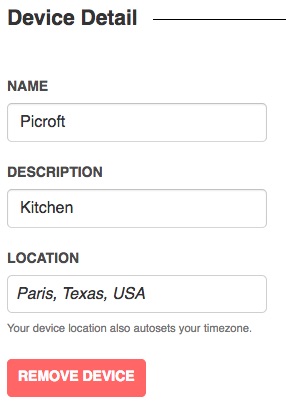 Device Detail
NAME
Picroft
DESCRIPTION
Kitchen
LOCATION
Paris, Texas, USA
Your device location also autosets your timezone.
REMOVE DEVICE